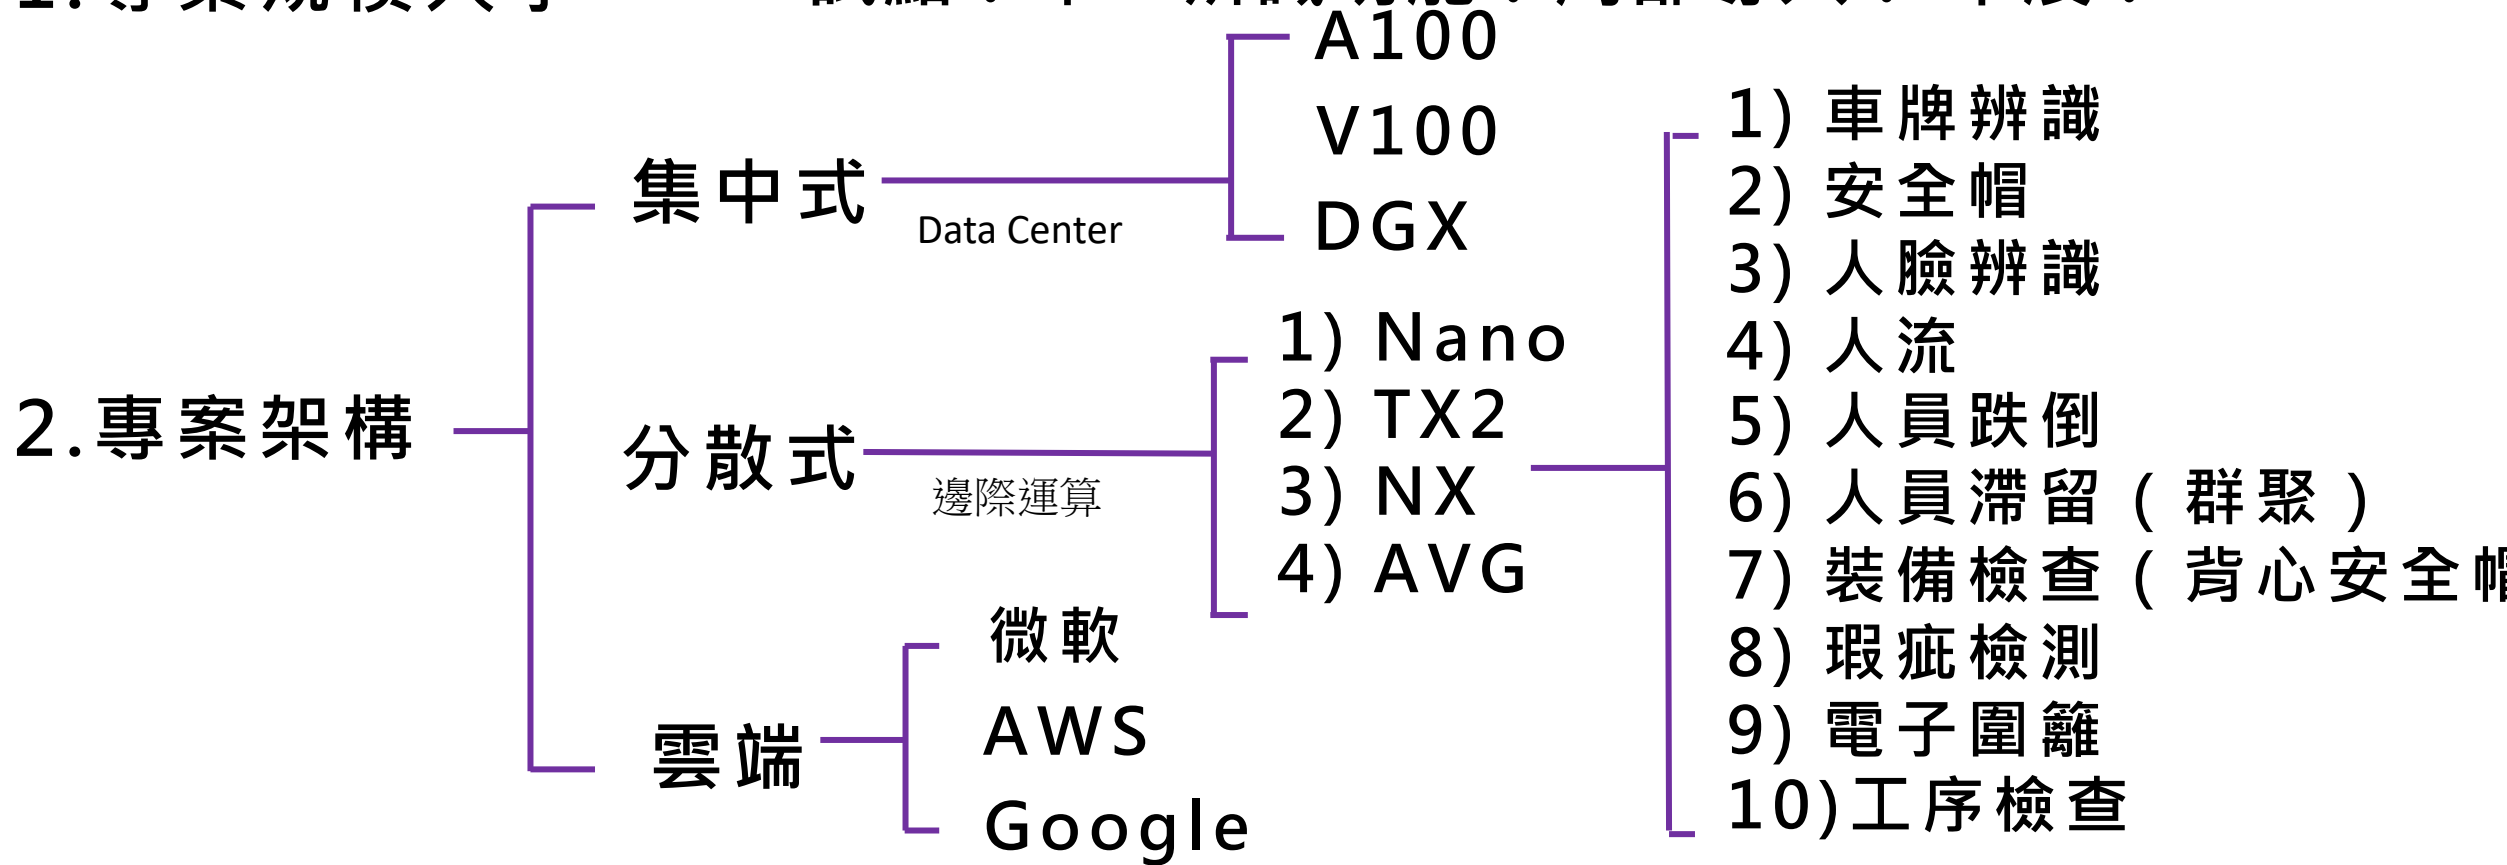 A100
V100
DGX
集中式
Data Center
2.專案架構
分散式
邊際運算
1) Nano
2) TX2
3) NX
4) AVG
雲端
微軟
AWS
Google
1) 車牌辨識
2) 安全帽
3) 人臉辨識
4) 人流
5) 人員跌倒
6) 人員滯留(群聚)
7) 裝備檢查(背心安全帽
8) 瑕疵檢測
9) 電子圍籬
10)工序檢查